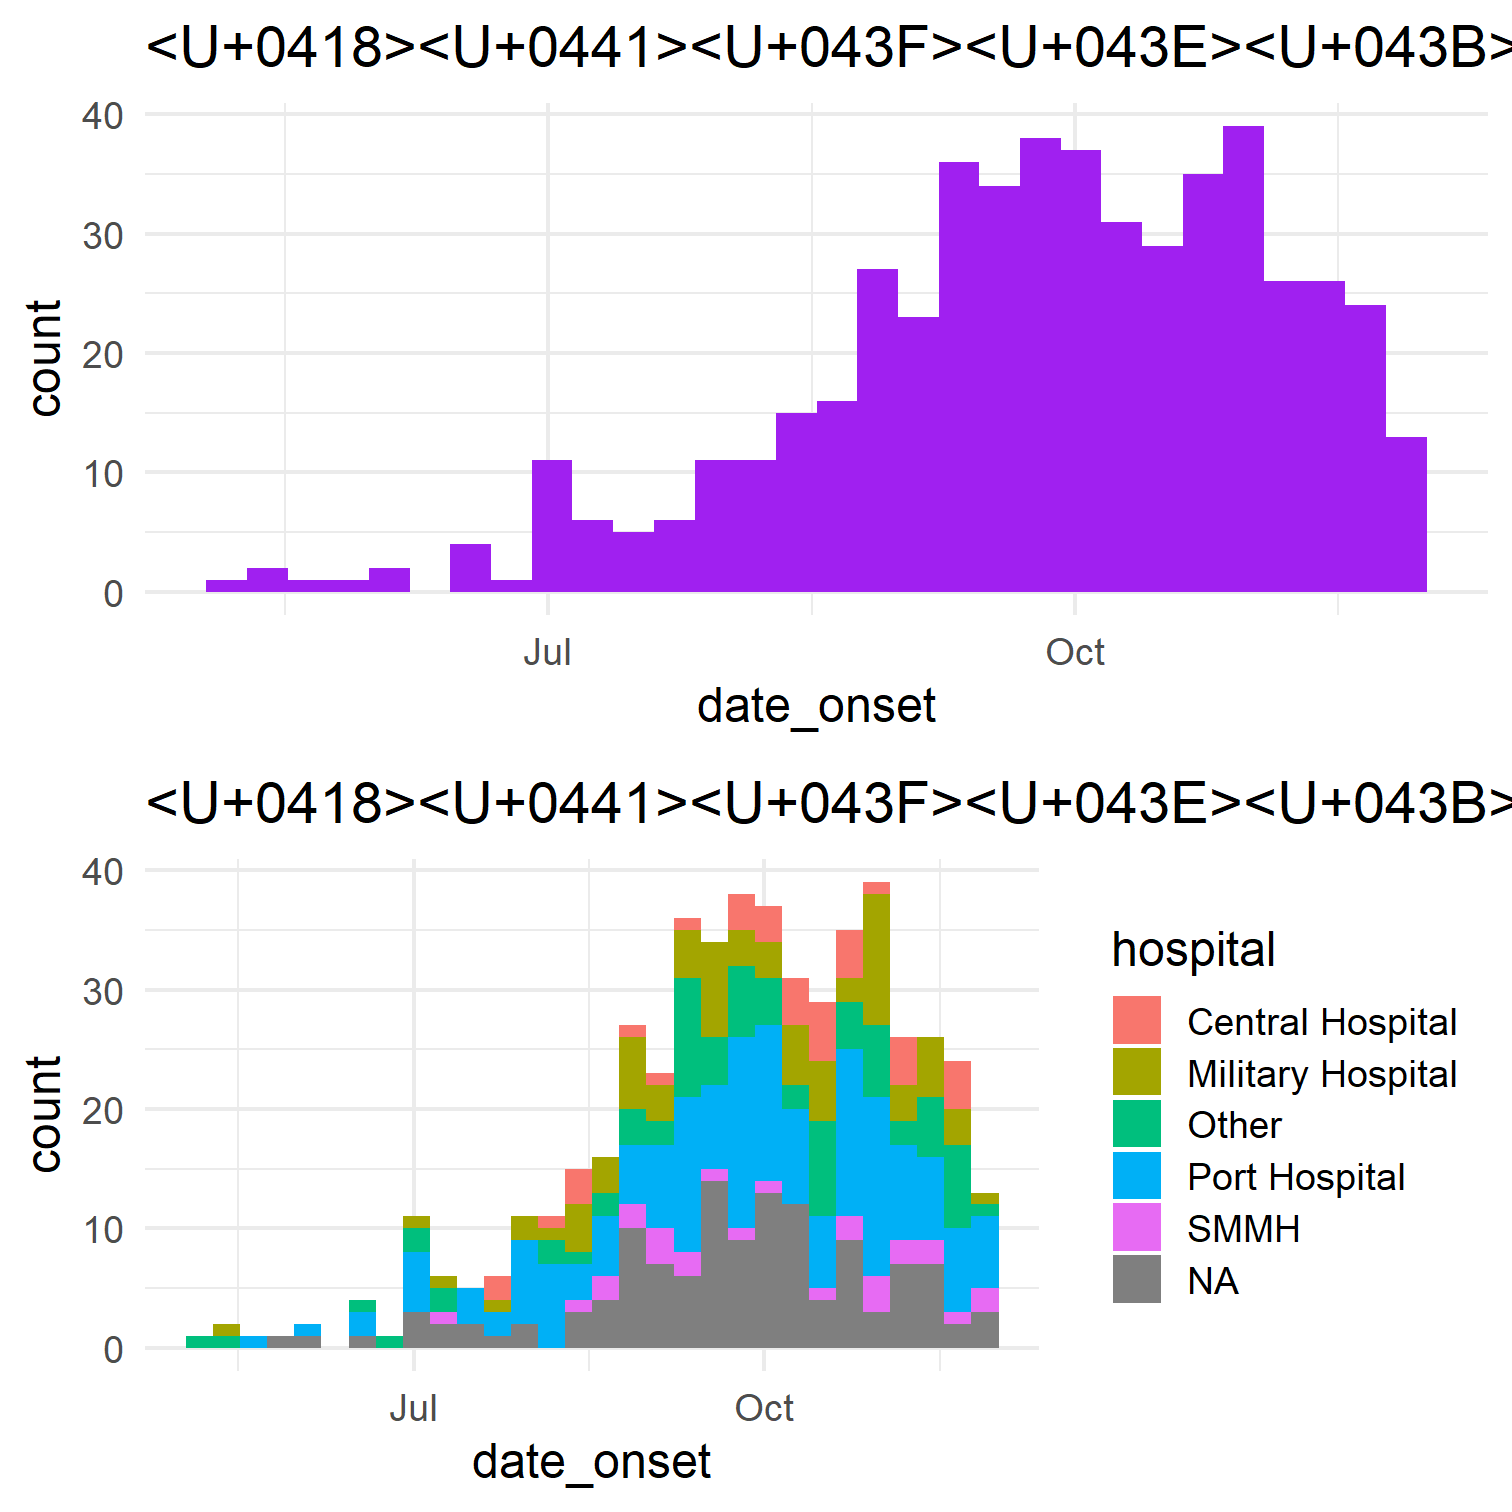 <U+0418><U+0441><U+043F><U+043E><U+043B>
40
30
20
10
0
count
Jul
Oct
date_onset
<U+0418><U+0441><U+043F><U+043E><U+043B>
40
30
20
10
0
count
Jul
Oct
date_onset
hospital
Central Hospital
Military Hospital
Other
Port Hospital
SMMH
NA